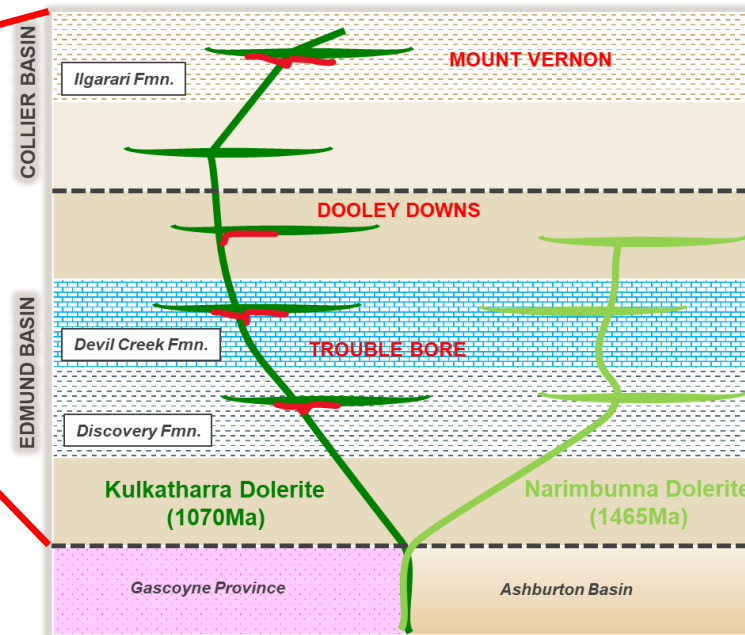 COLLIER BASIN
Ilgarari Fmn.
MOUNT VERNON
DOOLEY DOWNS
EDMUND BASIN
Devil Creek Fmn.
TROUBLE BORE
Discovery Fmn.
Kulkatharra Dolerite
(1070Ma)
Narimbunna Dolerite
(1465Ma)
Gascoyne Province
Ashburton Basin